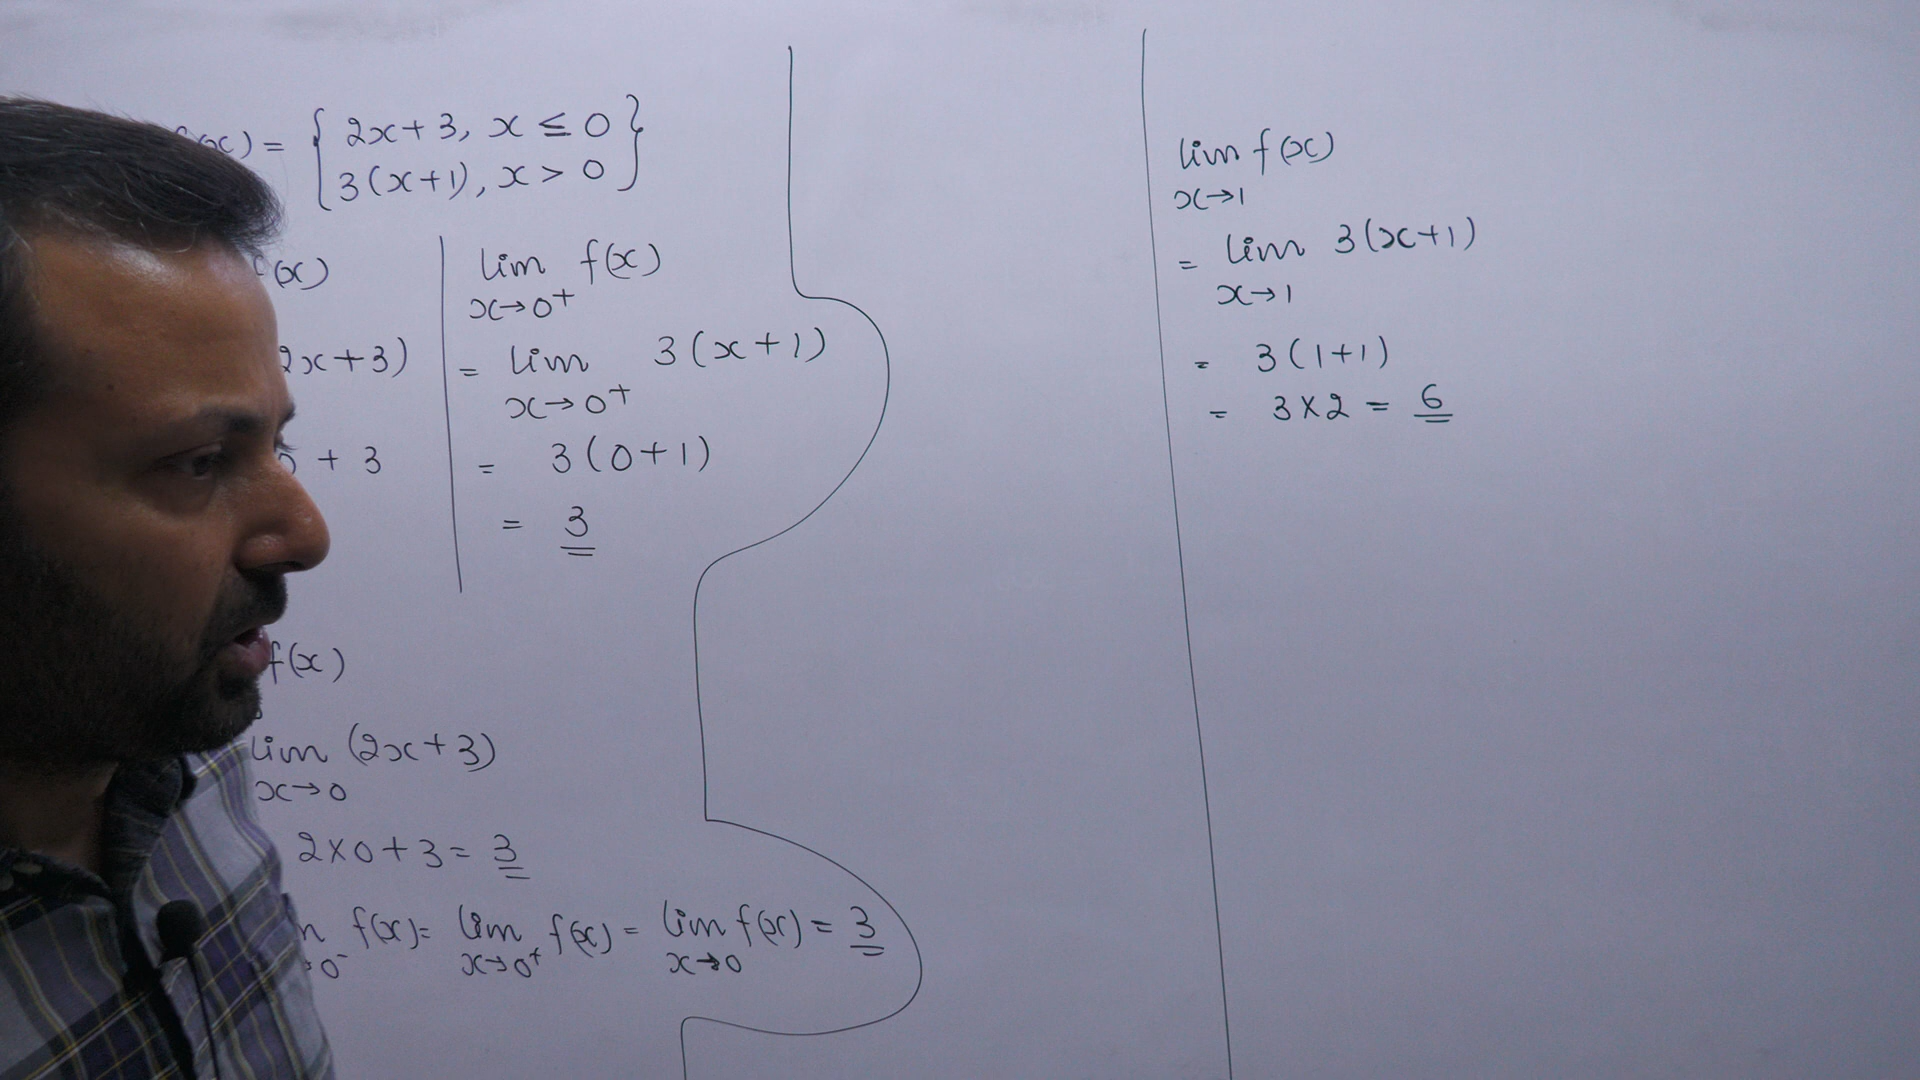 f(x) = { 2x+3, x ≤ 0
3(x+1), x > 0 }
f(x)
2x+3)
0 + 3
lim f(x)
x→0⁺
= lim 3(x+1)
x→0⁺
= 3(0+1)
= 3
f(x)
lim (2x+3)
x→0
2×0+3 = 3
f(x) = lim f(x) = lim f(x) = 3
0⁻ x→0⁺ x→0
lim f(x)
x→1
= lim 3(x+1)
x→1
= 3(1+1)
= 3×2 = 6